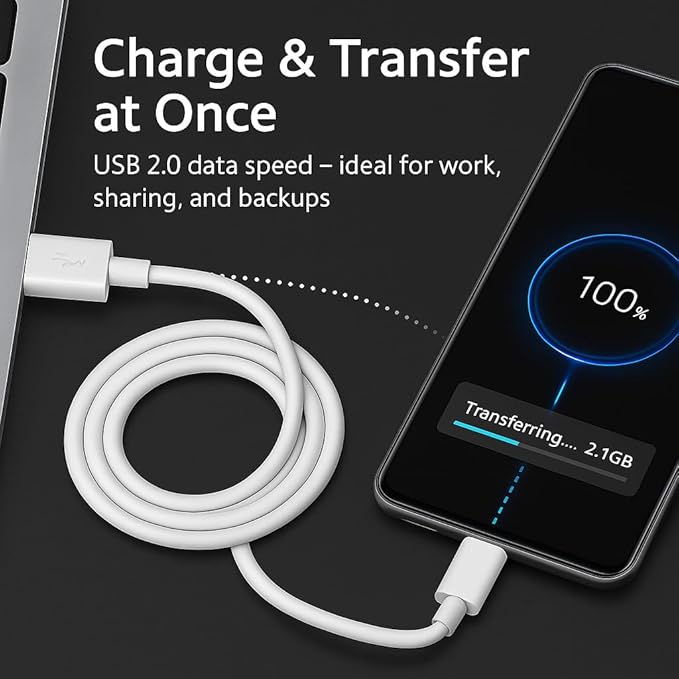 Charge & Transfer
at Once
USB 2.0 data speed – ideal for work,
sharing, and backups
100%
Transferring.... 2.1GB